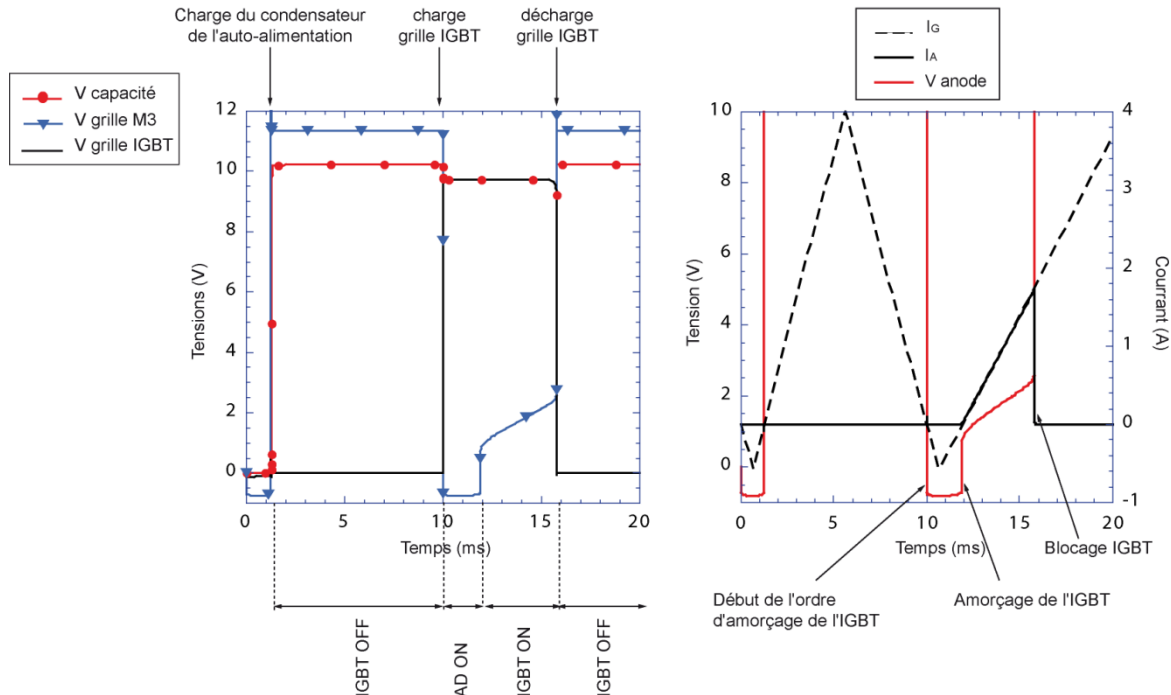 Charge du condensateur
de l'auto-alimentation
charge
grille IGBT
décharge
grille IGBT
V capacité
V grille M3
V grille IGBT
12
10
8
6
4
2
0
Tensions (V)
0
5
10
15
20
Temps (ms)
IGBT OFF
AD ON
IGBT ON
IGBT OFF
IG
IA
V anode
10
8
6
4
2
0
Tension (V)
4
3
2
1
0
-1
Courrant (A)
0
5
10
15
20
Temps (ms)
Blocage IGBT
Début de l'ordre
d'amorçage de l'IGBT
Amorçage de l'IGBT